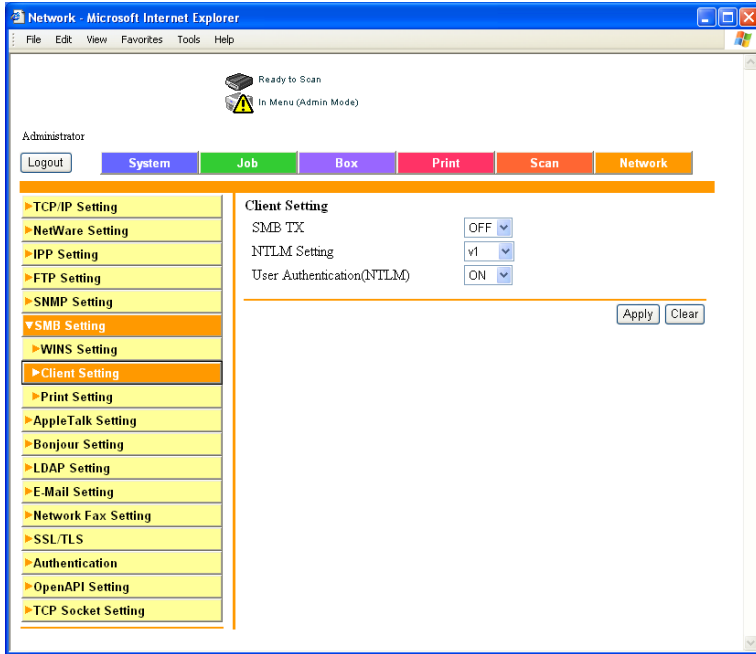 Network - Microsoft Internet Explorer
File Edit View Favorites Tools Help
Ready to Scan
In Menu (Admin Mode)
Administrator
Logout System Job Box Print Scan Network
TCP/IP Setting
NetWare Setting
IPP Setting
FTP Setting
SNMP Setting
SMB Setting
WINS Setting
Client Setting
Print Setting
AppleTalk Setting
Bonjour Setting
LDAP Setting
E-Mail Setting
Network Fax Setting
SSL/TLS
Authentication
OpenAPI Setting
TCP Socket Setting
Client Setting
SMB TX OFF
NTLM Setting v1
User Authentication(NTLM) ON
Apply Clear